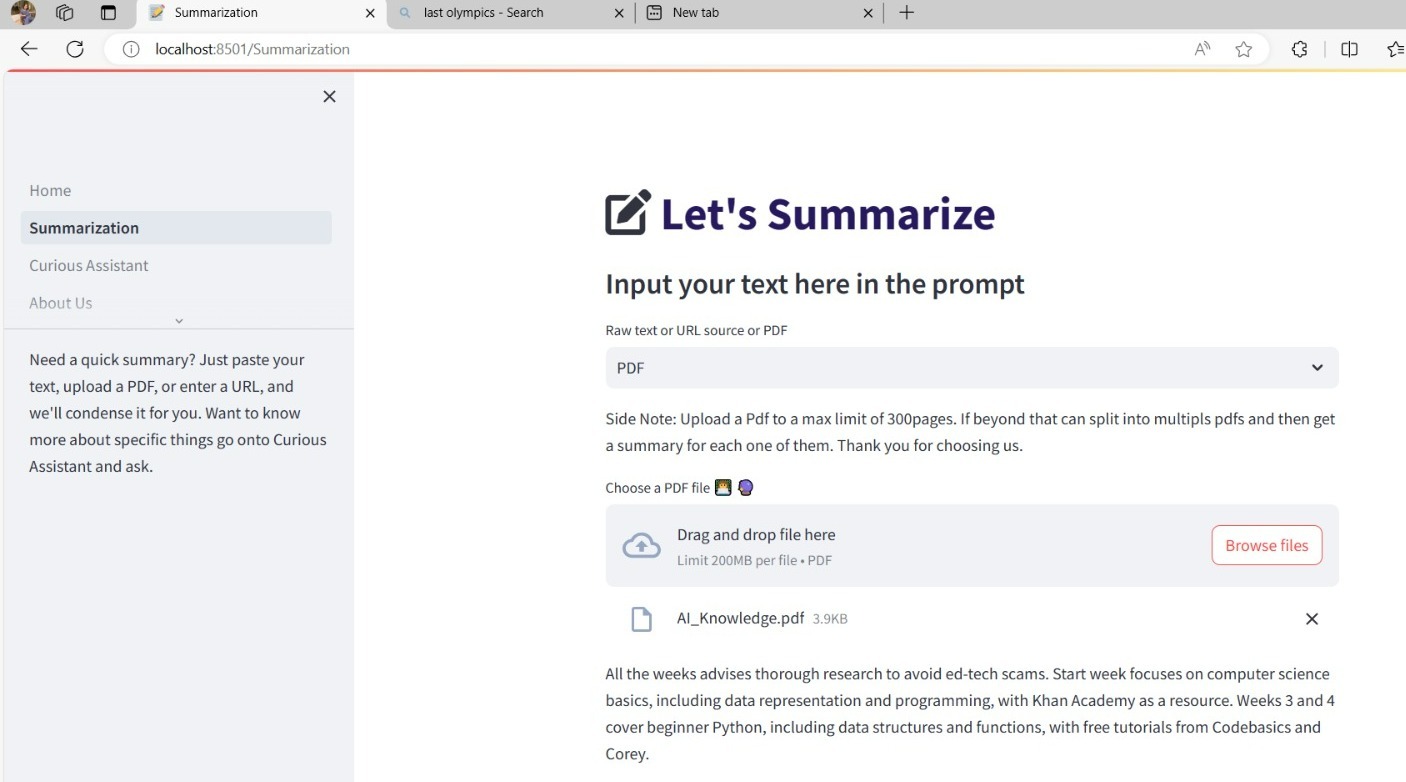 Summarization
last olympics - Search
New tab
localhost:8501/Summarization
Home
Summarization
Curious Assistant
About Us
Need a quick summary? Just paste your
text, upload a PDF, or enter a URL, and
we'll condense it for you. Want to know
more about specific things go onto Curious
Assistant and ask.
Let's Summarize
Input your text here in the prompt
Raw text or URL source or PDF
PDF
Side Note: Upload a Pdf to a max limit of 300pages. If beyond that can split into multipls pdfs and then get
a summary for each one of them. Thank you for choosing us.
Choose a PDF file
Drag and drop file here
Limit 200MB per file • PDF
Browse files
AI_Knowledge.pdf 3.9KB
All the weeks advises thorough research to avoid ed-tech scams. Start week focuses on computer science
basics, including data representation and programming, with Khan Academy as a resource. Weeks 3 and 4
cover beginner Python, including data structures and functions, with free tutorials from Codebasics and
Corey.